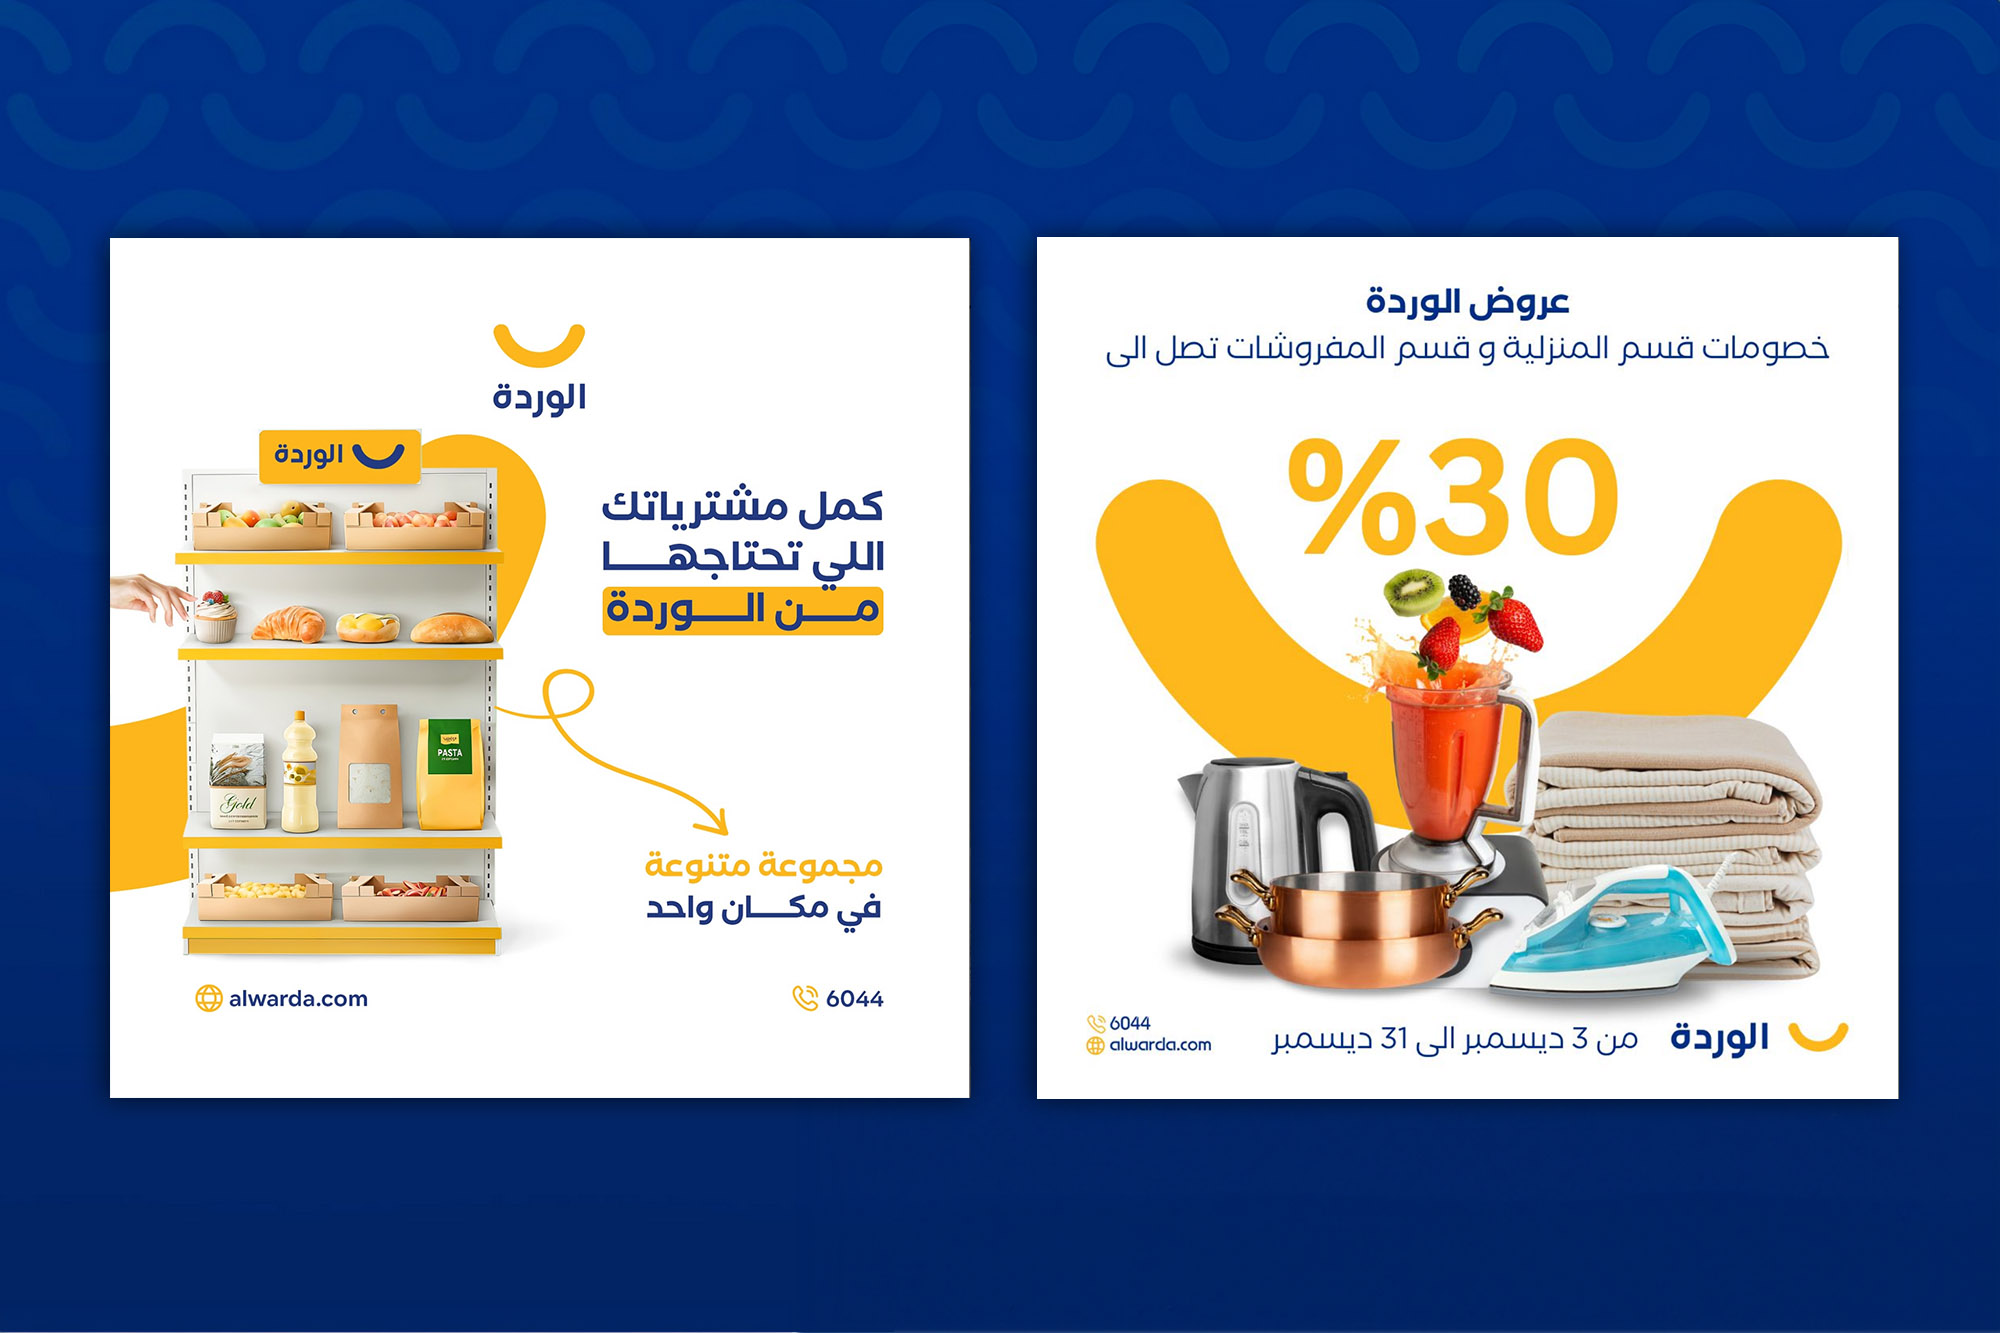 الوردة
الوردة
كمل مشترياتك
اللي تحتاجهـــا
مـــن الـــوردة
PASTA
Gold
مجموعة متنوعة
في مكـــان واحد
alwarda.com
6044
عروض الوردة
خصومات قسم المنزلية و قسم المفروشات تصل الى
%30
الوردة
من 3 ديسمبر الى 31 ديسمبر
6044
alwarda.com